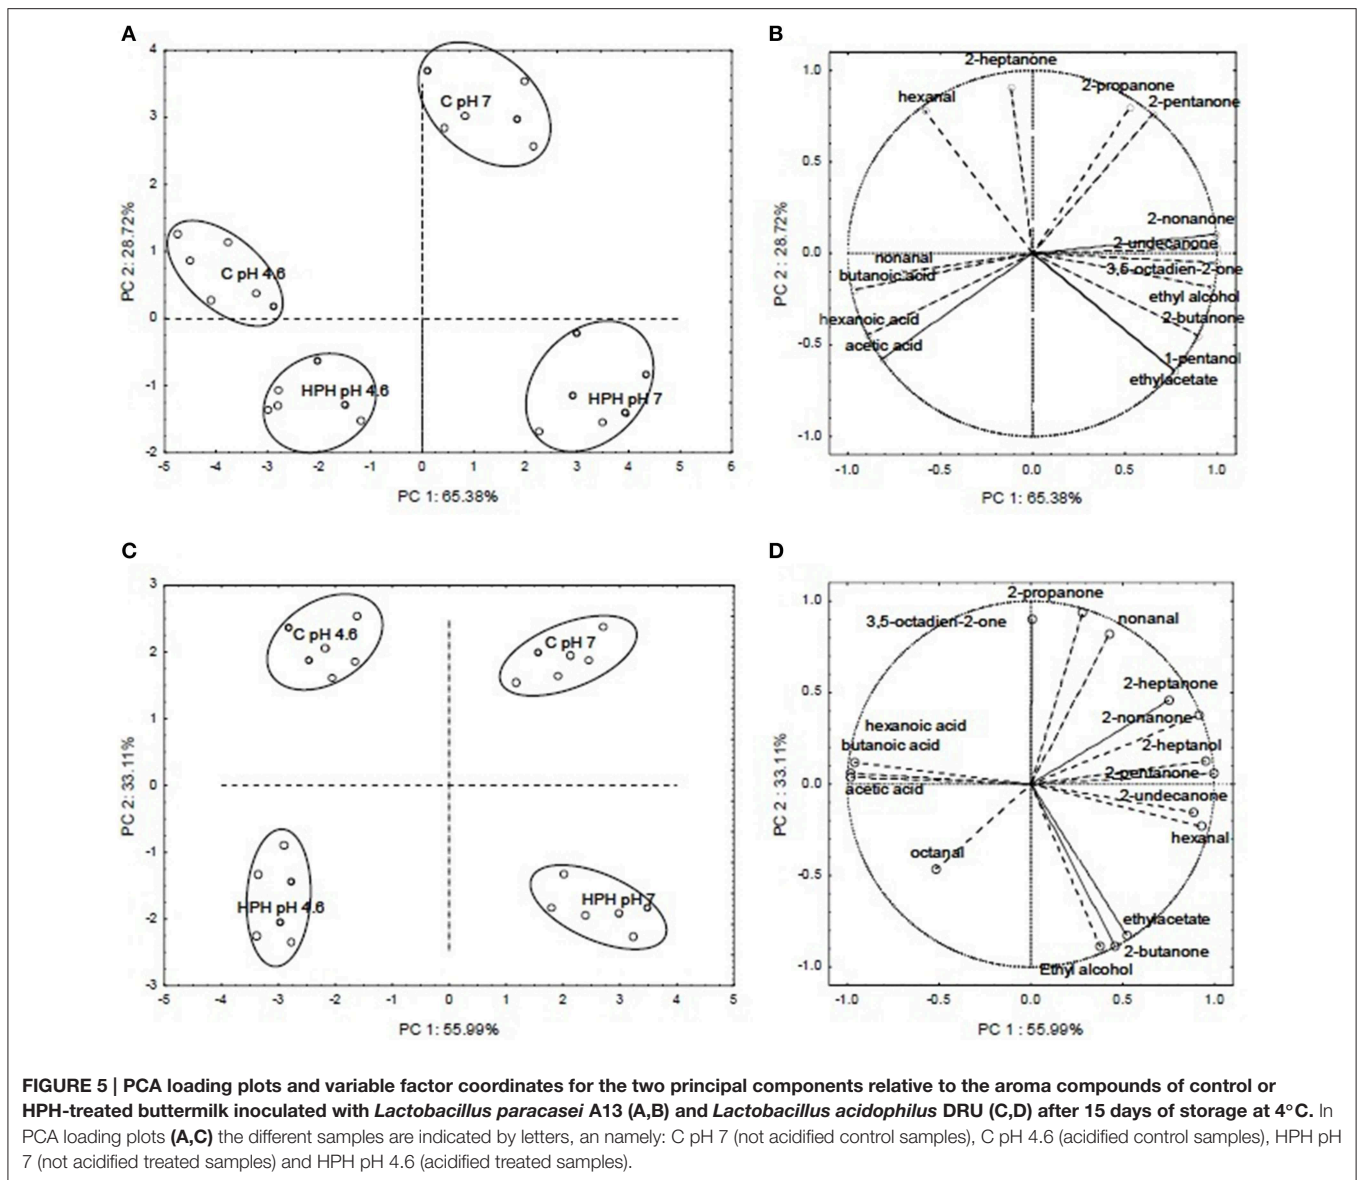 A
4
3
2
1
0
-1
-2
PC 2: 28.72%
C pH 7
C pH 4.6
HPH pH 4.6
HPH pH 7
-5 -4 -3 -2 -1 0 1 2 3 4 5 6
PC 1: 65.38%
B
1.0
0.5
0.0
-0.5
-1.0
PC 2 : 28.72%
2-heptanone
2-propanone
hexanal
2-pentanone
2-nonanone
2-undecanone
nonanal
3,5-octadien-2-one
butanoic acid
ethyl alcohol
hexanoic acid
2-butanone
acetic acid
1-pentanol
ethylacetate
-1.0 -0.5 0.0 0.5 1.0
PC 1 : 65.38%
C
3
2
1
0
-1
-2
-3
PC 2: 33.11%
C pH 4.6
C pH 7
HPH pH 4.6
HPH pH 7
-5 -4 -3 -2 -1 0 1 2 3 4 5
PC 1: 55.99%
D
1.0
0.5
0.0
-0.5
-1.0
PC 2 : 33.11%
2-propanone
3,5-octadien-2-one
nonanal
2-heptanone
2-nonanone
hexanoic acid
butanoic acid
2-heptanol
2-pentanone
acetic acid
2-undecanone
hexanal
octanal
ethylacetate
2-butanone
Ethyl alcohol
-1.0 -0.5 0.0 0.5 1.0
PC 1 : 55.99%
FIGURE 5 | PCA loading plots and variable factor coordinates for the two principal components relative to the aroma compounds of control or
HPH-treated buttermilk inoculated with Lactobacillus paracasei A13 (A,B) and Lactobacillus acidophilus DRU (C,D) after 15 days of storage at 4°C. In
PCA loading plots (A,C) the different samples are indicated by letters, an namely: C pH 7 (not acidified control samples), C pH 4.6 (acidified control samples), HPH pH
7 (not acidified treated samples) and HPH pH 4.6 (acidified treated samples).